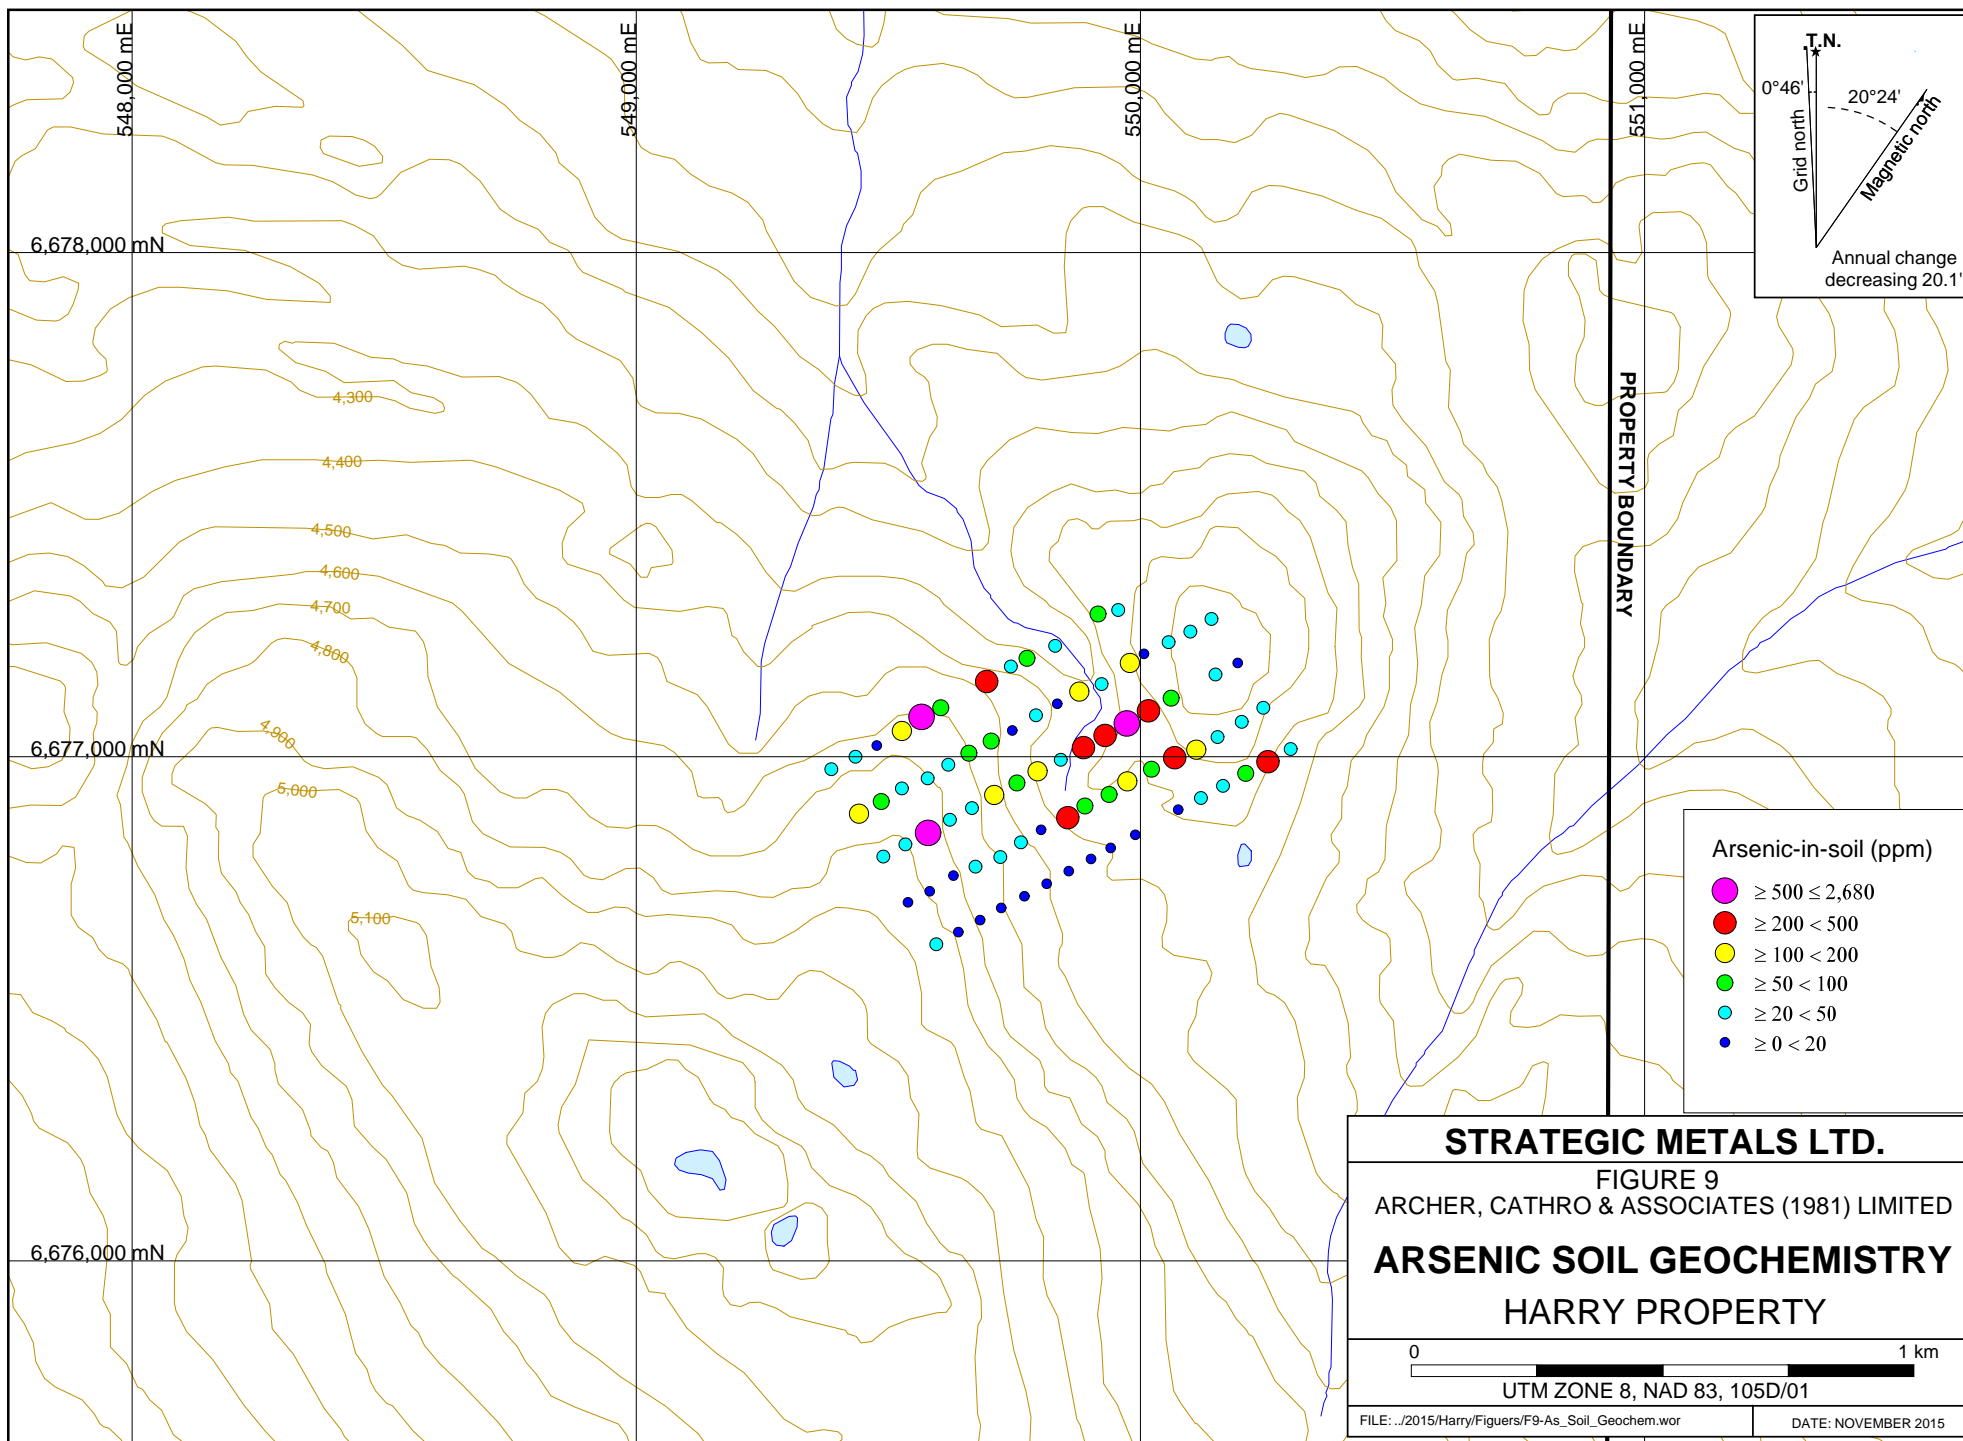 548,000 mE
549,000 mE
550,000 mE
551,000 mE
T.N.
0°46'
20°24'
Grid north
Magnetic north
Annual change
decreasing 20.1'
6,678,000 mN
6,677,000 mN
6,676,000 mN
4,300
4,400
4,500
4,600
4,700
4,800
4,900
5,000
5,100
PROPERTY BOUNDARY
Arsenic-in-soil (ppm)
≥ 500 ≤ 2,680
≥ 200 < 500
≥ 100 < 200
≥ 50 < 100
≥ 20 < 50
≥ 0 < 20
STRATEGIC METALS LTD.
FIGURE 9
ARCHER, CATHRO & ASSOCIATES (1981) LIMITED
ARSENIC SOIL GEOCHEMISTRY
HARRY PROPERTY
0 1 km
UTM ZONE 8, NAD 83, 105D/01
FILE: ../2015/Harry/Figuers/F9-As_Soil_Geochem.wor
DATE: NOVEMBER 2015